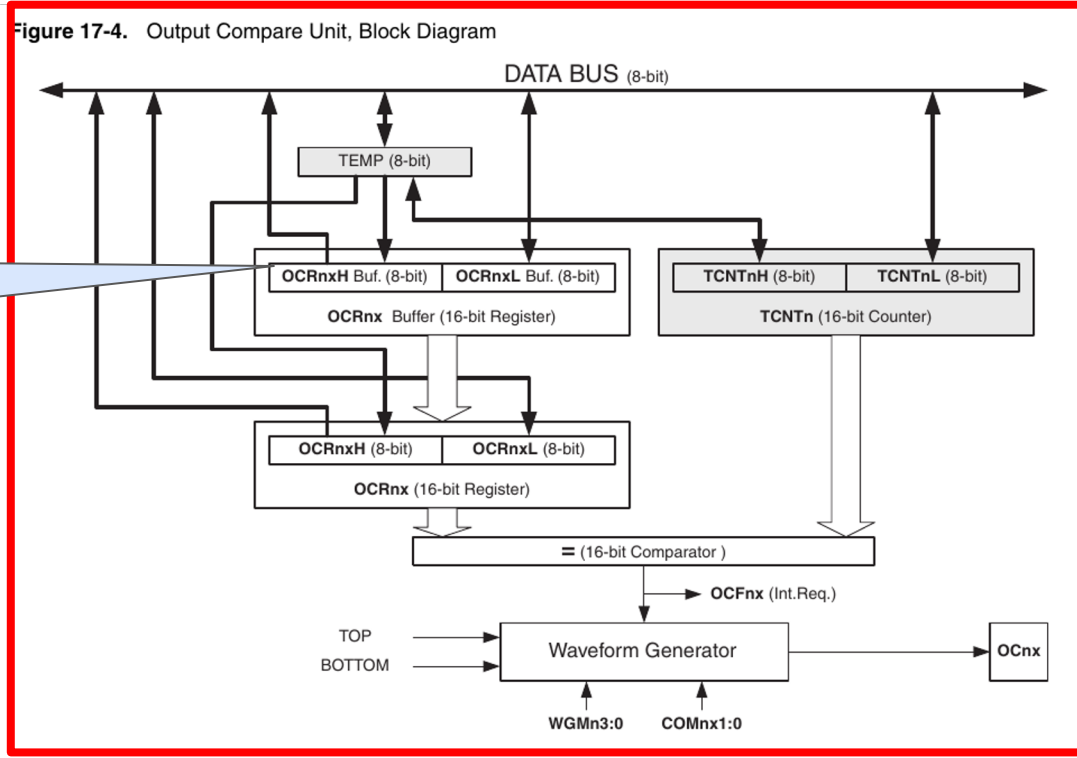 Figure 17-4. Output Compare Unit, Block Diagram
DATA BUS (8-bit)
TEMP (8-bit)
OCRnxH Buf. (8-bit) OCRnxL Buf. (8-bit)
OCRnx Buffer (16-bit Register)
TCNTnH (8-bit) TCNTnL (8-bit)
TCNTn (16-bit Counter)
OCRnxH (8-bit) OCRnxL (8-bit)
OCRnx (16-bit Register)
= (16-bit Comparator )
OCFnx (Int.Req.)
TOP
BOTTOM
Waveform Generator
OCnx
WGMn3:0 COMnx1:0